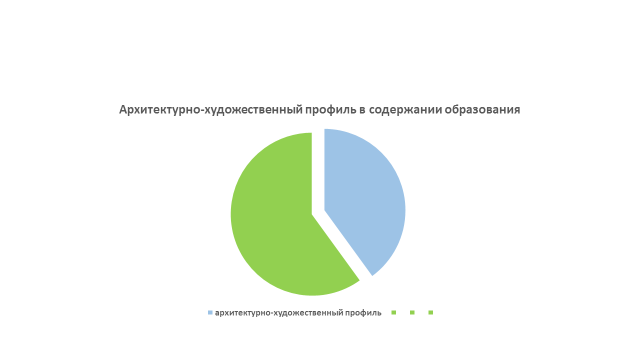 Архитектурно-художественный профиль в содержании образования
архитектурно-художественный профиль